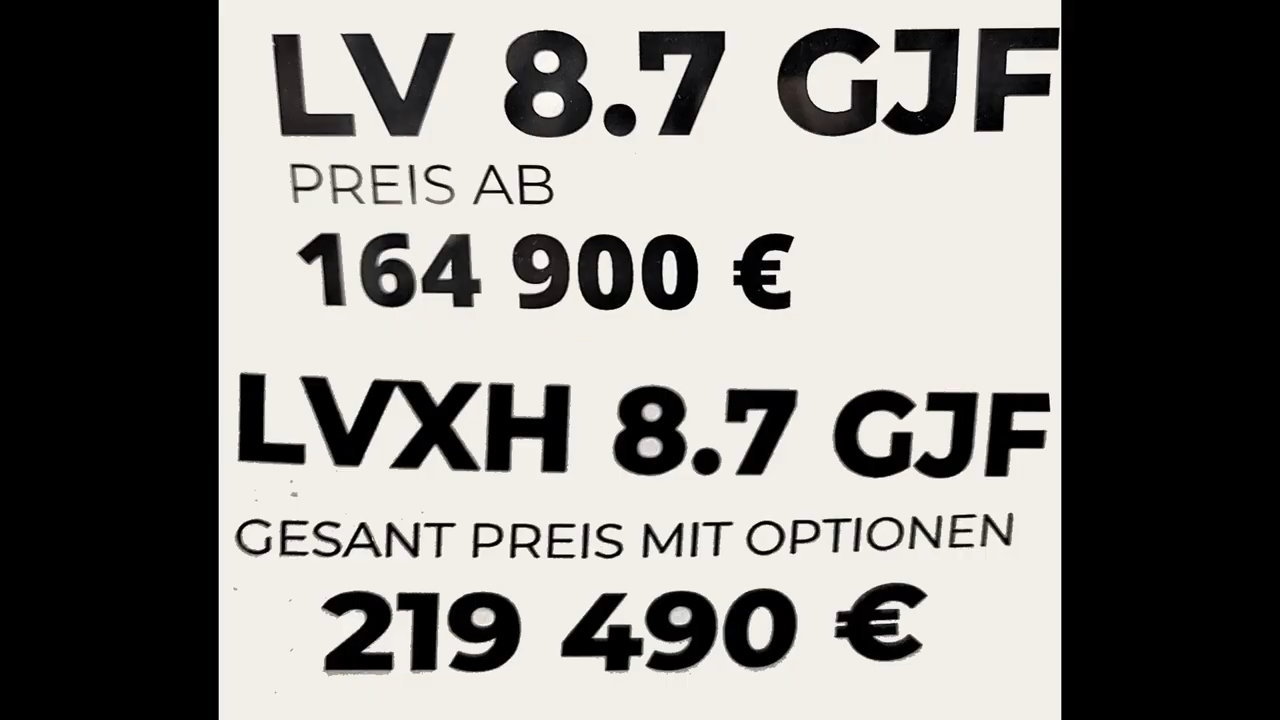 LV 8.7 GJF
PREIS AB
164 900 €
LVXH 8.7 GJF
GESANT PREIS MIT OPTIONEN
219 490 €